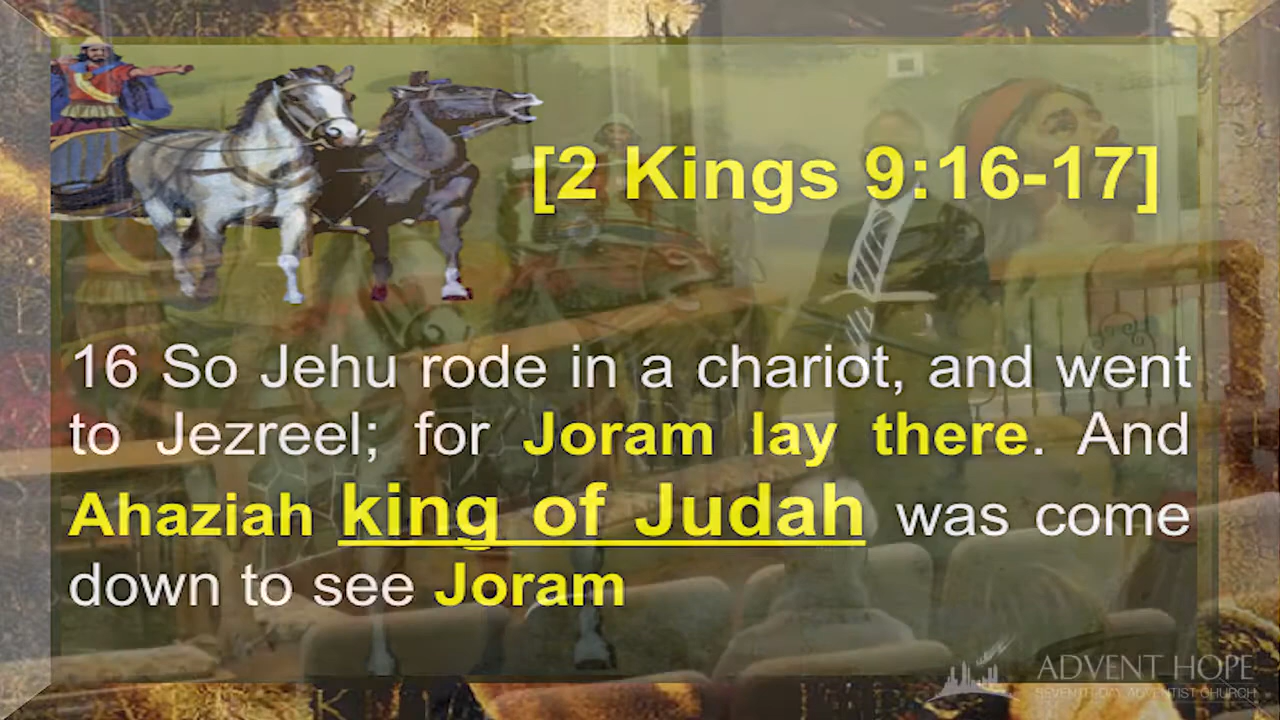 [2 Kings 9:16-17]
16 So Jehu rode in a chariot, and went
to Jezreel; for Joram lay there. And
Ahaziah king of Judah was come
down to see Joram
ADVENT HOPE
SEVENTH-DAY ADVENTIST CHURCH